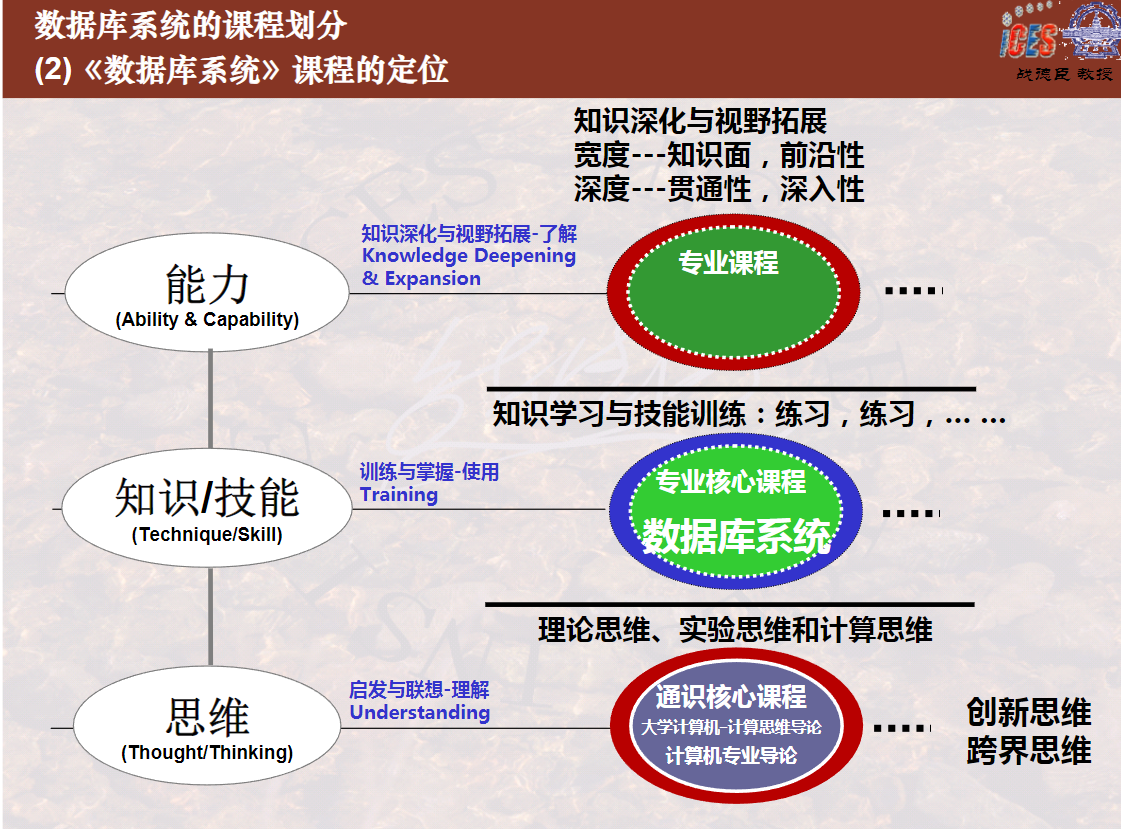 数据库系统的课程划分
(2)《数据库系统》课程的定位
iCES
战德臣 教授
知识深化与视野拓展
宽度---知识面，前沿性
深度---贯通性，深入性
知识深化与视野拓展-了解
Knowledge Deepening
& Expansion
能力
(Ability & Capability)
专业课程
知识学习与技能训练：练习，练习，... ...
训练与掌握-使用
Training
知识/技能
(Technique/Skill)
专业核心课程
数据库系统
理论思维、实验思维和计算思维
启发与联想-理解
Understanding
思维
(Thought/Thinking)
通识核心课程
大学计算机-计算思维导论
计算机专业导论
创新思维
跨界思维